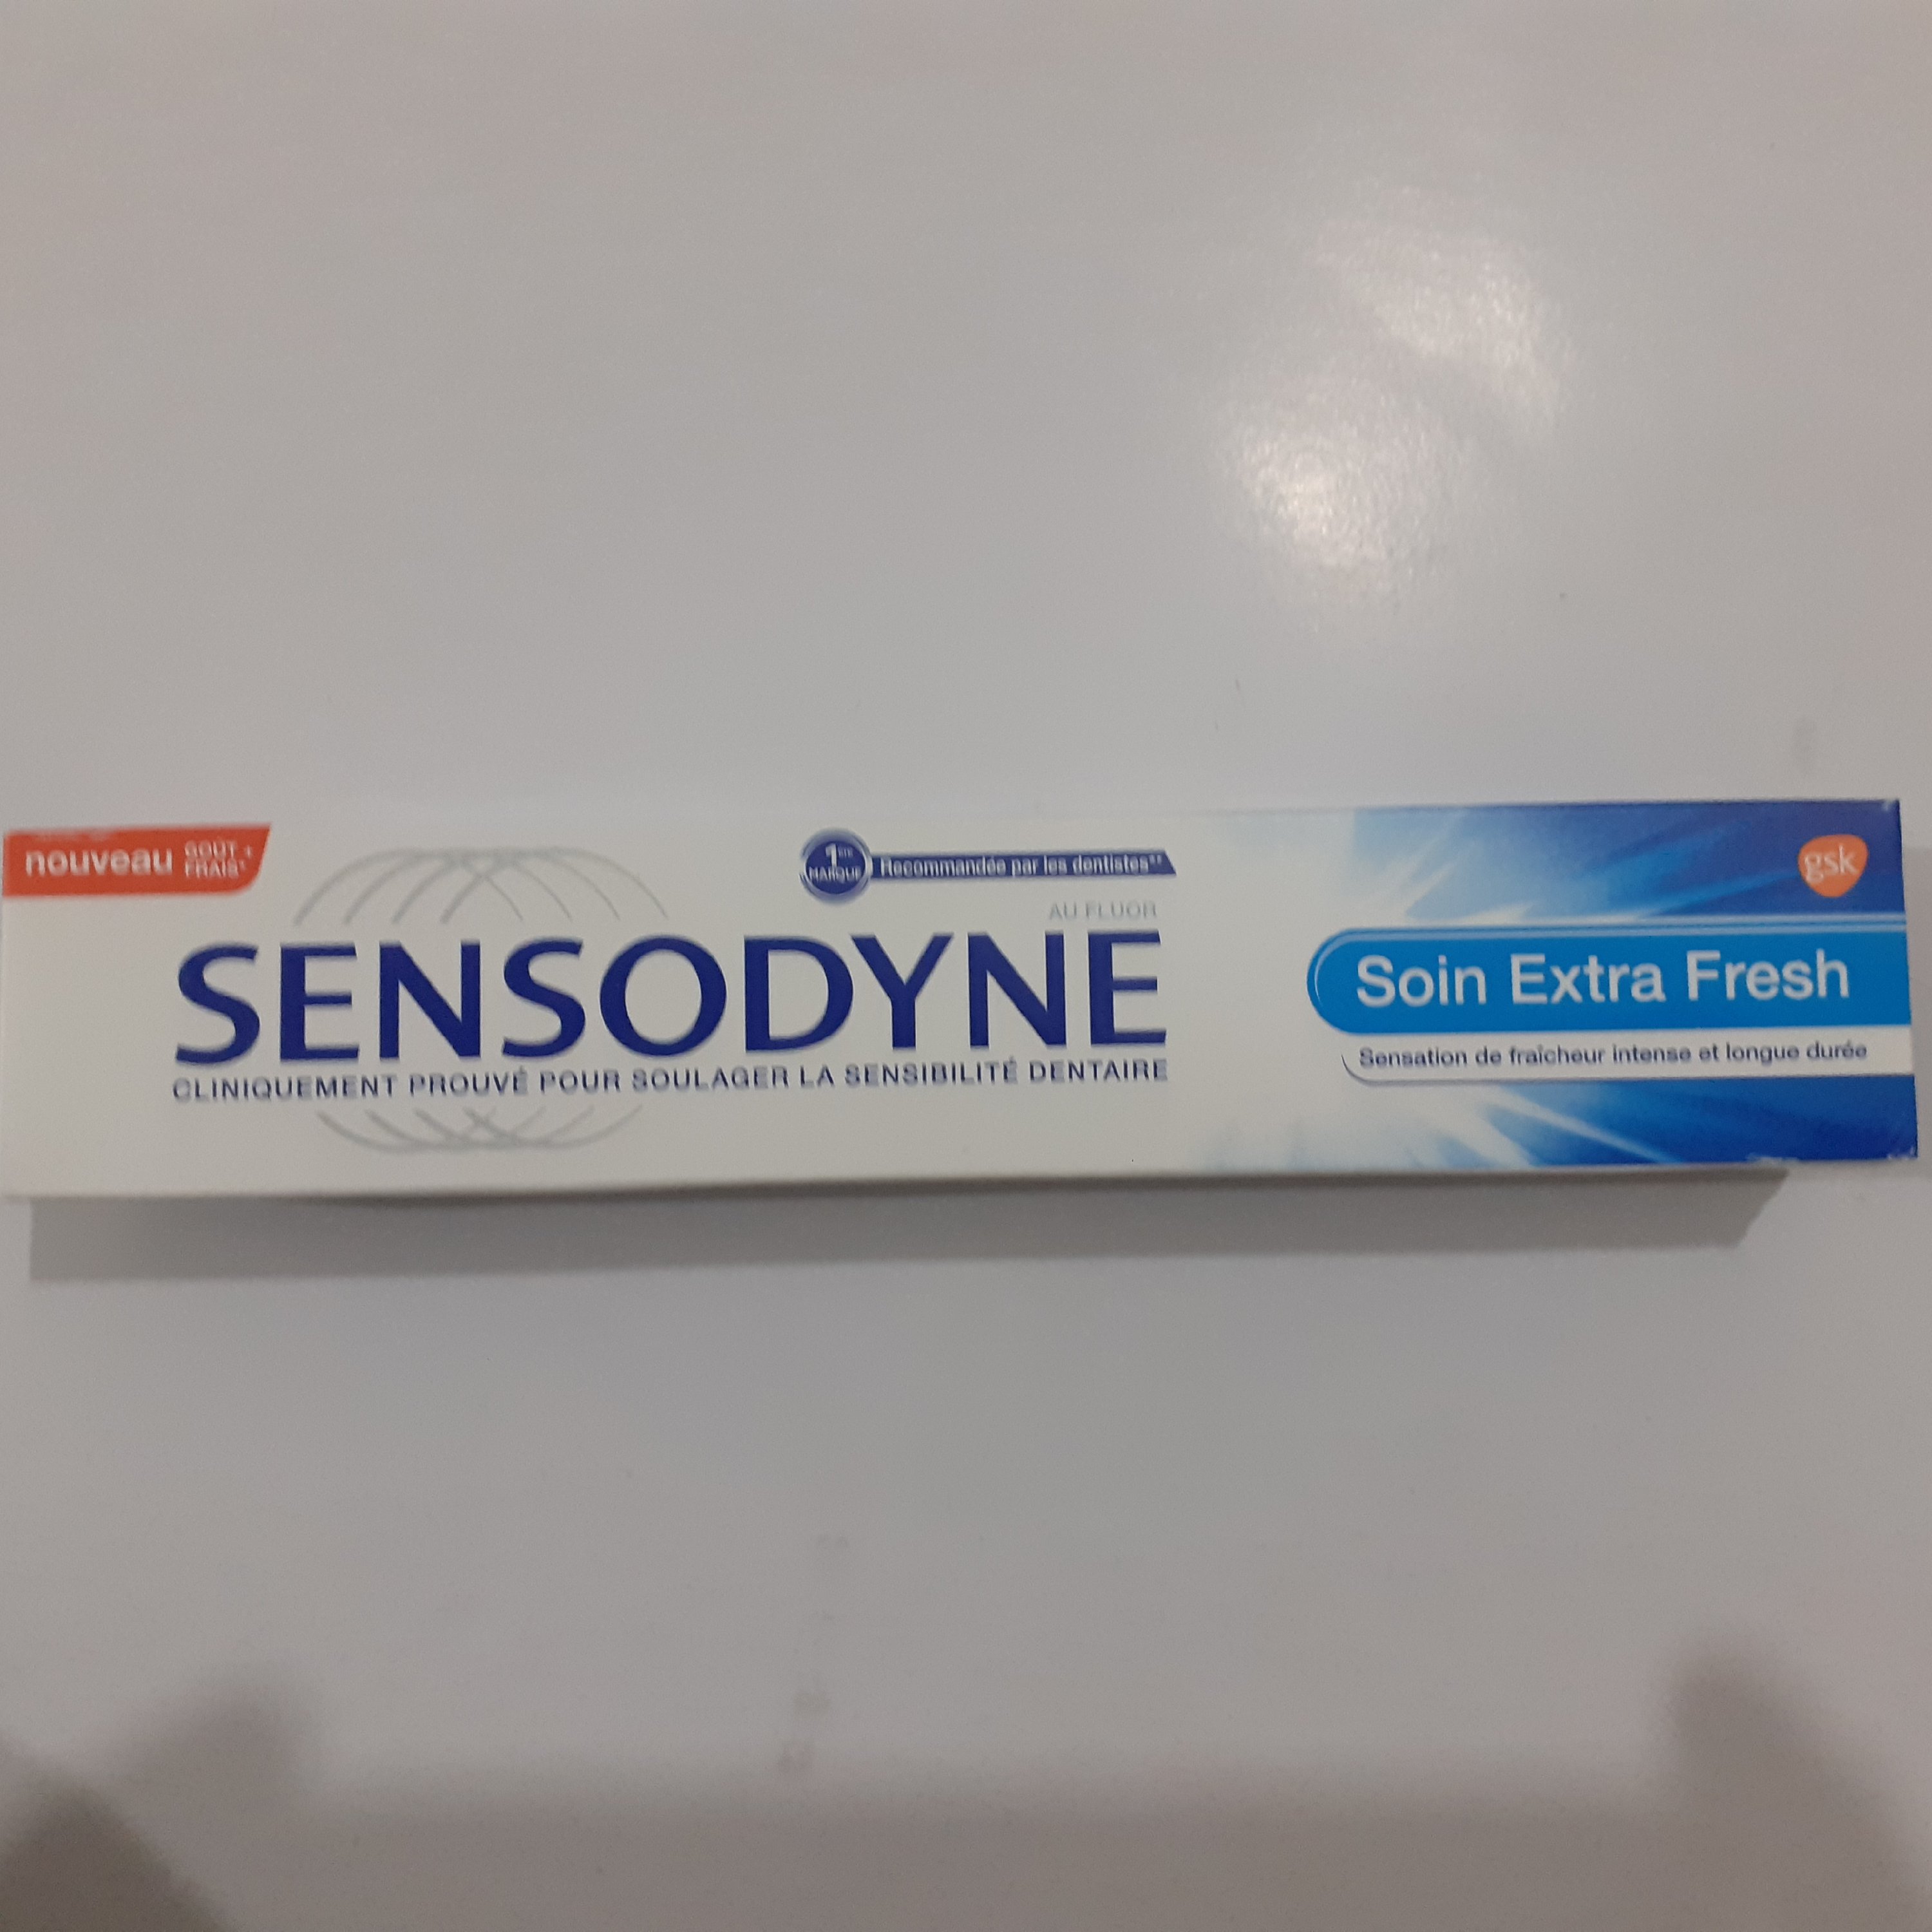 nouveau GOÛT +
FRAIS*
1ÈRE
MARQUE
Recommandée par les dentistes**
gsk
AU FLUOR
SENSODYNE
CLINIQUEMENT PROUVÉ POUR SOULAGER LA SENSIBILITÉ DENTAIRE
Soin Extra Fresh
Sensation de fraîcheur intense et longue durée